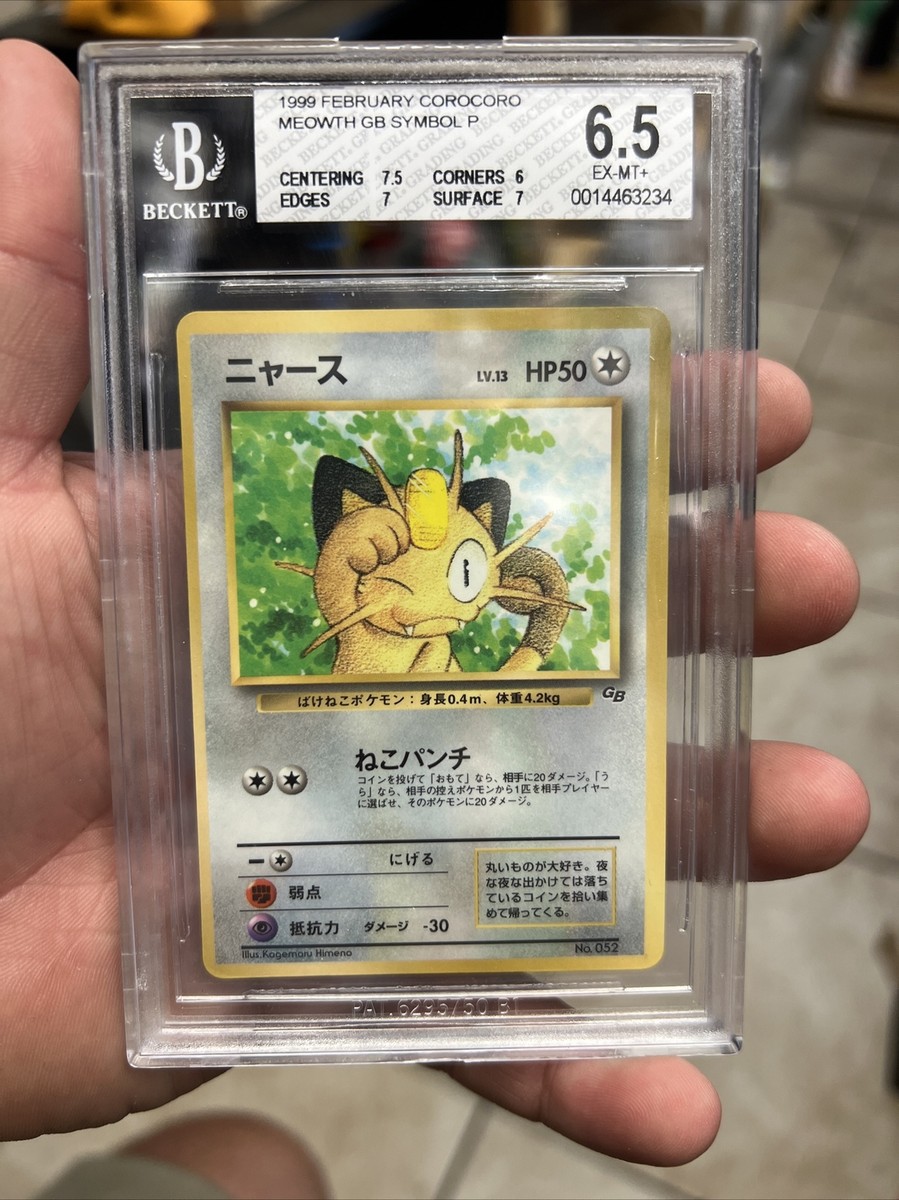 1999 FEBRUARY COROCORO
MEOWTH GB SYMBOL P
6.5
EX-MT+
CENTERING 7.5 CORNERS 6
EDGES 7 SURFACE 7
0014463234
B
BECKETT®
ニャース LV.13 HP50
ばけねこポケモン：身長0.4m、体重4.2kg
GB
ねこパンチ
コインを投げて「おもて」なら、相手に20ダメージ。「う
ら」なら、相手の控えポケモンから1匹を相手プレイヤー
に選ばせ、そのポケモンに20ダメージ。
にげる
弱点
抵抗力 ダメージ -30
丸いものが大好き。夜
な夜な出かけては落ち
ているコインを拾い集
めて帰ってくる。
Illus.Kagemaru Himeno
No. 052